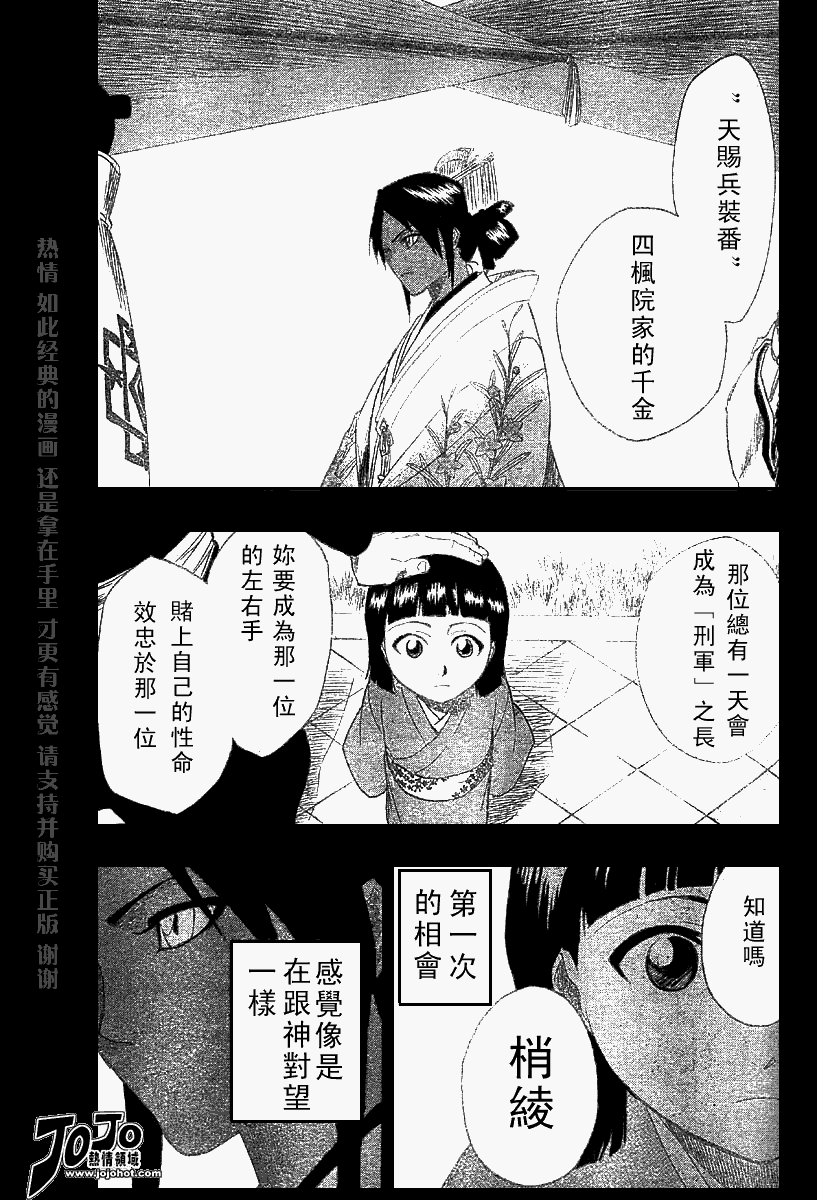 ”天賜兵裝番”
四楓院家的千金
那位總有一天會
成為「刑軍」之長
妳要成為那一位
的左右手
賭上自己的性命
效忠於那一位
知道嗎
梢綾
第一次
的相會
感覺像是
在跟神對望
一樣
热情 如此经典的漫画 还是拿在手里 才更有感觉 请支持并购买正版 谢谢
JOJO
熱情領域
www.jojohot.com